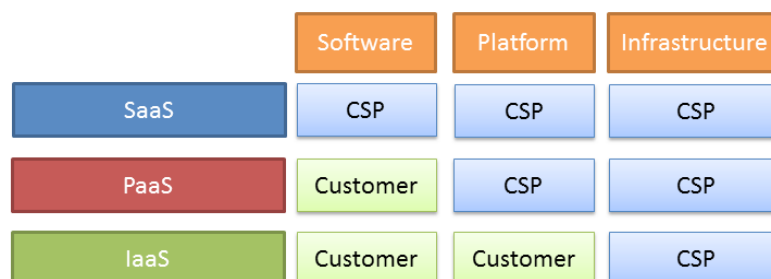 Software Platform Infrastructure
SaaS CSP CSP CSP
PaaS Customer CSP CSP
IaaS Customer Customer CSP